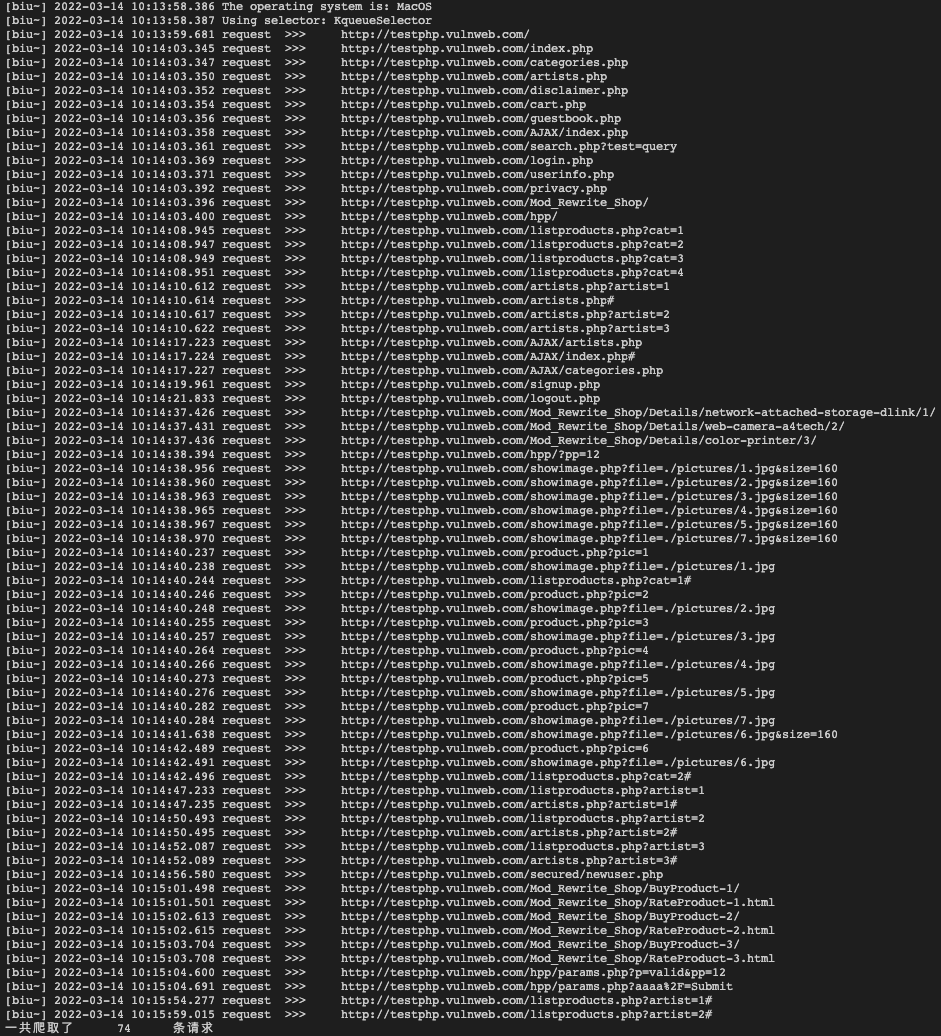 [biu~] 2022-03-14 10:13:58.386 The operating system is: MacOS
[biu~] 2022-03-14 10:13:58.387 Using selector: KqueueSelector
[biu~] 2022-03-14 10:13:59.681 request >>> http://testphp.vulnweb.com/
[biu~] 2022-03-14 10:14:03.345 request >>> http://testphp.vulnweb.com/index.php
[biu~] 2022-03-14 10:14:03.347 request >>> http://testphp.vulnweb.com/categories.php
[biu~] 2022-03-14 10:14:03.350 request >>> http://testphp.vulnweb.com/artists.php
[biu~] 2022-03-14 10:14:03.352 request >>> http://testphp.vulnweb.com/disclaimer.php
[biu~] 2022-03-14 10:14:03.354 request >>> http://testphp.vulnweb.com/cart.php
[biu~] 2022-03-14 10:14:03.356 request >>> http://testphp.vulnweb.com/guestbook.php
[biu~] 2022-03-14 10:14:03.358 request >>> http://testphp.vulnweb.com/AJAX/index.php
[biu~] 2022-03-14 10:14:03.361 request >>> http://testphp.vulnweb.com/search.php?test=query
[biu~] 2022-03-14 10:14:03.369 request >>> http://testphp.vulnweb.com/login.php
[biu~] 2022-03-14 10:14:03.371 request >>> http://testphp.vulnweb.com/userinfo.php
[biu~] 2022-03-14 10:14:03.392 request >>> http://testphp.vulnweb.com/privacy.php
[biu~] 2022-03-14 10:14:03.396 request >>> http://testphp.vulnweb.com/Mod_Rewrite_Shop/
[biu~] 2022-03-14 10:14:03.400 request >>> http://testphp.vulnweb.com/hpp/
[biu~] 2022-03-14 10:14:08.945 request >>> http://testphp.vulnweb.com/listproducts.php?cat=1
[biu~] 2022-03-14 10:14:08.947 request >>> http://testphp.vulnweb.com/listproducts.php?cat=2
[biu~] 2022-03-14 10:14:08.949 request >>> http://testphp.vulnweb.com/listproducts.php?cat=3
[biu~] 2022-03-14 10:14:08.951 request >>> http://testphp.vulnweb.com/listproducts.php?cat=4
[biu~] 2022-03-14 10:14:10.612 request >>> http://testphp.vulnweb.com/artists.php?artist=1
[biu~] 2022-03-14 10:14:10.614 request >>> http://testphp.vulnweb.com/artists.php#
[biu~] 2022-03-14 10:14:10.617 request >>> http://testphp.vulnweb.com/artists.php?artist=2
[biu~] 2022-03-14 10:14:10.622 request >>> http://testphp.vulnweb.com/artists.php?artist=3
[biu~] 2022-03-14 10:14:17.223 request >>> http://testphp.vulnweb.com/AJAX/artists.php
[biu~] 2022-03-14 10:14:17.224 request >>> http://testphp.vulnweb.com/AJAX/index.php#
[biu~] 2022-03-14 10:14:17.227 request >>> http://testphp.vulnweb.com/AJAX/categories.php
[biu~] 2022-03-14 10:14:19.961 request >>> http://testphp.vulnweb.com/signup.php
[biu~] 2022-03-14 10:14:21.833 request >>> http://testphp.vulnweb.com/logout.php
[biu~] 2022-03-14 10:14:37.426 request >>> http://testphp.vulnweb.com/Mod_Rewrite_Shop/Details/network-attached-storage-dlink/1/
[biu~] 2022-03-14 10:14:37.431 request >>> http://testphp.vulnweb.com/Mod_Rewrite_Shop/Details/web-camera-a4tech/2/
[biu~] 2022-03-14 10:14:37.436 request >>> http://testphp.vulnweb.com/Mod_Rewrite_Shop/Details/color-printer/3/
[biu~] 2022-03-14 10:14:38.394 request >>> http://testphp.vulnweb.com/hpp/?pp=12
[biu~] 2022-03-14 10:14:38.956 request >>> http://testphp.vulnweb.com/showimage.php?file=./pictures/1.jpg&size=160
[biu~] 2022-03-14 10:14:38.960 request >>> http://testphp.vulnweb.com/showimage.php?file=./pictures/2.jpg&size=160
[biu~] 2022-03-14 10:14:38.963 request >>> http://testphp.vulnweb.com/showimage.php?file=./pictures/3.jpg&size=160
[biu~] 2022-03-14 10:14:38.965 request >>> http://testphp.vulnweb.com/showimage.php?file=./pictures/4.jpg&size=160
[biu~] 2022-03-14 10:14:38.967 request >>> http://testphp.vulnweb.com/showimage.php?file=./pictures/5.jpg&size=160
[biu~] 2022-03-14 10:14:38.970 request >>> http://testphp.vulnweb.com/showimage.php?file=./pictures/7.jpg&size=160
[biu~] 2022-03-14 10:14:40.237 request >>> http://testphp.vulnweb.com/product.php?pic=1
[biu~] 2022-03-14 10:14:40.238 request >>> http://testphp.vulnweb.com/showimage.php?file=./pictures/1.jpg
[biu~] 2022-03-14 10:14:40.244 request >>> http://testphp.vulnweb.com/listproducts.php?cat=1#
[biu~] 2022-03-14 10:14:40.246 request >>> http://testphp.vulnweb.com/product.php?pic=2
[biu~] 2022-03-14 10:14:40.248 request >>> http://testphp.vulnweb.com/showimage.php?file=./pictures/2.jpg
[biu~] 2022-03-14 10:14:40.255 request >>> http://testphp.vulnweb.com/product.php?pic=3
[biu~] 2022-03-14 10:14:40.257 request >>> http://testphp.vulnweb.com/showimage.php?file=./pictures/3.jpg
[biu~] 2022-03-14 10:14:40.264 request >>> http://testphp.vulnweb.com/product.php?pic=4
[biu~] 2022-03-14 10:14:40.266 request >>> http://testphp.vulnweb.com/showimage.php?file=./pictures/4.jpg
[biu~] 2022-03-14 10:14:40.273 request >>> http://testphp.vulnweb.com/product.php?pic=5
[biu~] 2022-03-14 10:14:40.276 request >>> http://testphp.vulnweb.com/showimage.php?file=./pictures/5.jpg
[biu~] 2022-03-14 10:14:40.282 request >>> http://testphp.vulnweb.com/product.php?pic=7
[biu~] 2022-03-14 10:14:40.284 request >>> http://testphp.vulnweb.com/showimage.php?file=./pictures/7.jpg
[biu~] 2022-03-14 10:14:41.638 request >>> http://testphp.vulnweb.com/showimage.php?file=./pictures/6.jpg&size=160
[biu~] 2022-03-14 10:14:42.489 request >>> http://testphp.vulnweb.com/product.php?pic=6
[biu~] 2022-03-14 10:14:42.491 request >>> http://testphp.vulnweb.com/showimage.php?file=./pictures/6.jpg
[biu~] 2022-03-14 10:14:42.496 request >>> http://testphp.vulnweb.com/listproducts.php?cat=2#
[biu~] 2022-03-14 10:14:47.233 request >>> http://testphp.vulnweb.com/listproducts.php?artist=1
[biu~] 2022-03-14 10:14:47.235 request >>> http://testphp.vulnweb.com/artists.php?artist=1#
[biu~] 2022-03-14 10:14:50.493 request >>> http://testphp.vulnweb.com/listproducts.php?artist=2
[biu~] 2022-03-14 10:14:50.495 request >>> http://testphp.vulnweb.com/artists.php?artist=2#
[biu~] 2022-03-14 10:14:52.087 request >>> http://testphp.vulnweb.com/listproducts.php?artist=3
[biu~] 2022-03-14 10:14:52.089 request >>> http://testphp.vulnweb.com/artists.php?artist=3#
[biu~] 2022-03-14 10:14:56.580 request >>> http://testphp.vulnweb.com/secured/newuser.php
[biu~] 2022-03-14 10:15:01.498 request >>> http://testphp.vulnweb.com/Mod_Rewrite_Shop/BuyProduct-1/
[biu~] 2022-03-14 10:15:01.501 request >>> http://testphp.vulnweb.com/Mod_Rewrite_Shop/RateProduct-1.html
[biu~] 2022-03-14 10:15:02.613 request >>> http://testphp.vulnweb.com/Mod_Rewrite_Shop/BuyProduct-2/
[biu~] 2022-03-14 10:15:02.615 request >>> http://testphp.vulnweb.com/Mod_Rewrite_Shop/RateProduct-2.html
[biu~] 2022-03-14 10:15:03.704 request >>> http://testphp.vulnweb.com/Mod_Rewrite_Shop/BuyProduct-3/
[biu~] 2022-03-14 10:15:03.708 request >>> http://testphp.vulnweb.com/Mod_Rewrite_Shop/RateProduct-3.html
[biu~] 2022-03-14 10:15:04.600 request >>> http://testphp.vulnweb.com/hpp/params.php?p=valid&pp=12
[biu~] 2022-03-14 10:15:04.691 request >>> http://testphp.vulnweb.com/hpp/params.php?aaaa%2F=Submit
[biu~] 2022-03-14 10:15:54.277 request >>> http://testphp.vulnweb.com/listproducts.php?artist=1#
[biu~] 2022-03-14 10:15:59.015 request >>> http://testphp.vulnweb.com/listproducts.php?artist=2#
一共爬取了 74 条请求